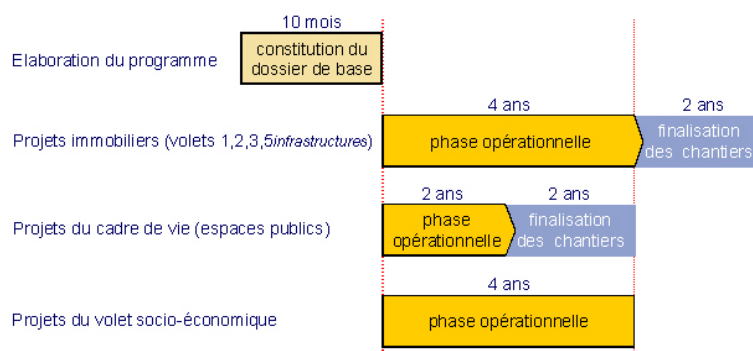 10 mois
Elaboration du programme
constitution du
dossier de base
4 ans
2 ans
Projets immobiliers (volets 1,2,3,5infrastructures)
phase opérationnelle
finalisation
des chantiers
2 ans
2 ans
Projets du cadre de vie (espaces publics)
phase
opérationnelle
finalisation
des chantiers
4 ans
Projets du volet socio-économique
phase opérationnelle